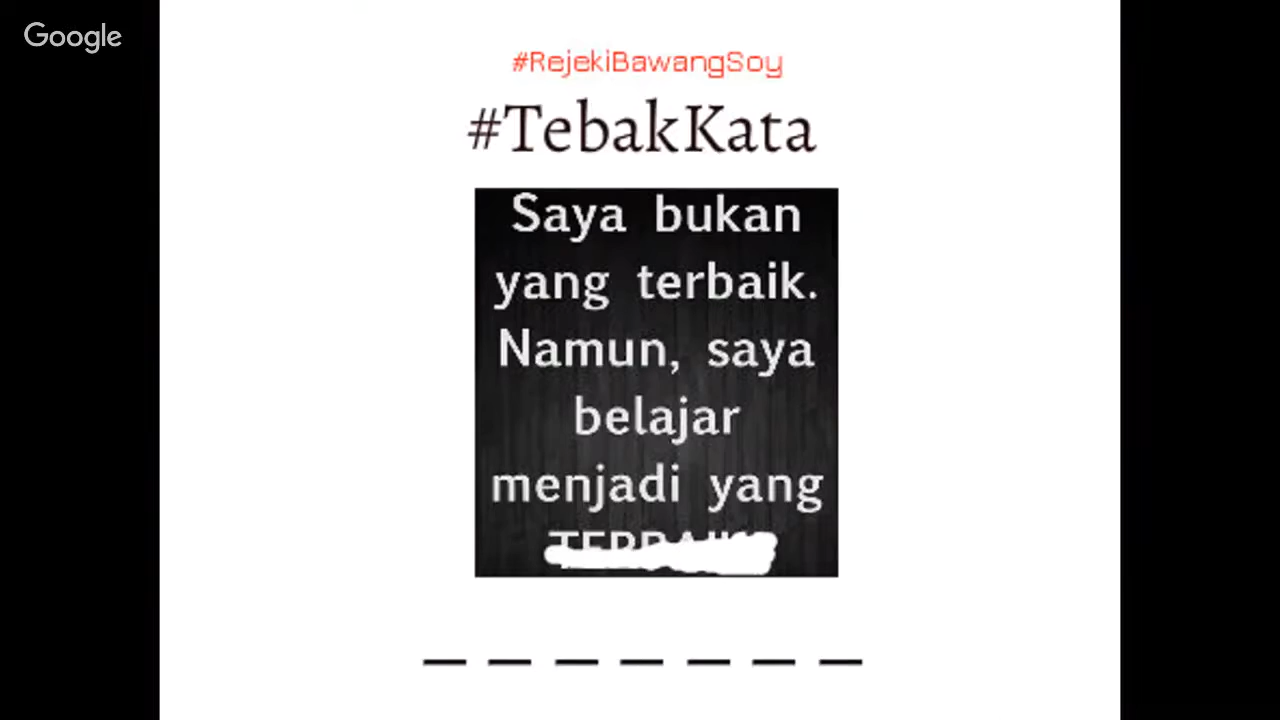 Google
#RejekiBawangSoy
#TebakKata
Saya bukan
yang terbaik.
Namun, saya
belajar
menjadi yang